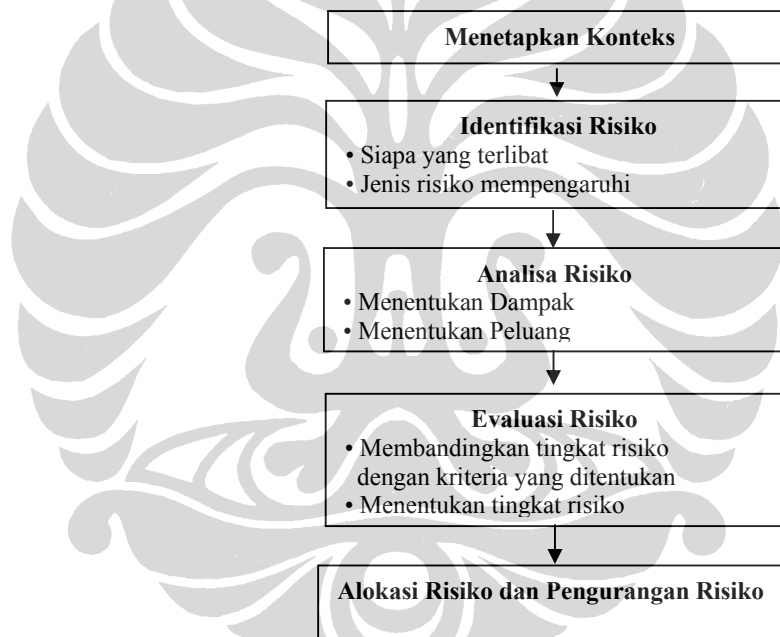 Menetapkan Konteks
Identifikasi Risiko
• Siapa yang terlibat
• Jenis risiko mempengaruhi
Analisa Risiko
• Menentukan Dampak
• Menentukan Peluang
Evaluasi Risiko
• Membandingkan tingkat risiko
dengan kriteria yang ditentukan
• Menentukan tingkat risiko
Alokasi Risiko dan Pengurangan Risiko